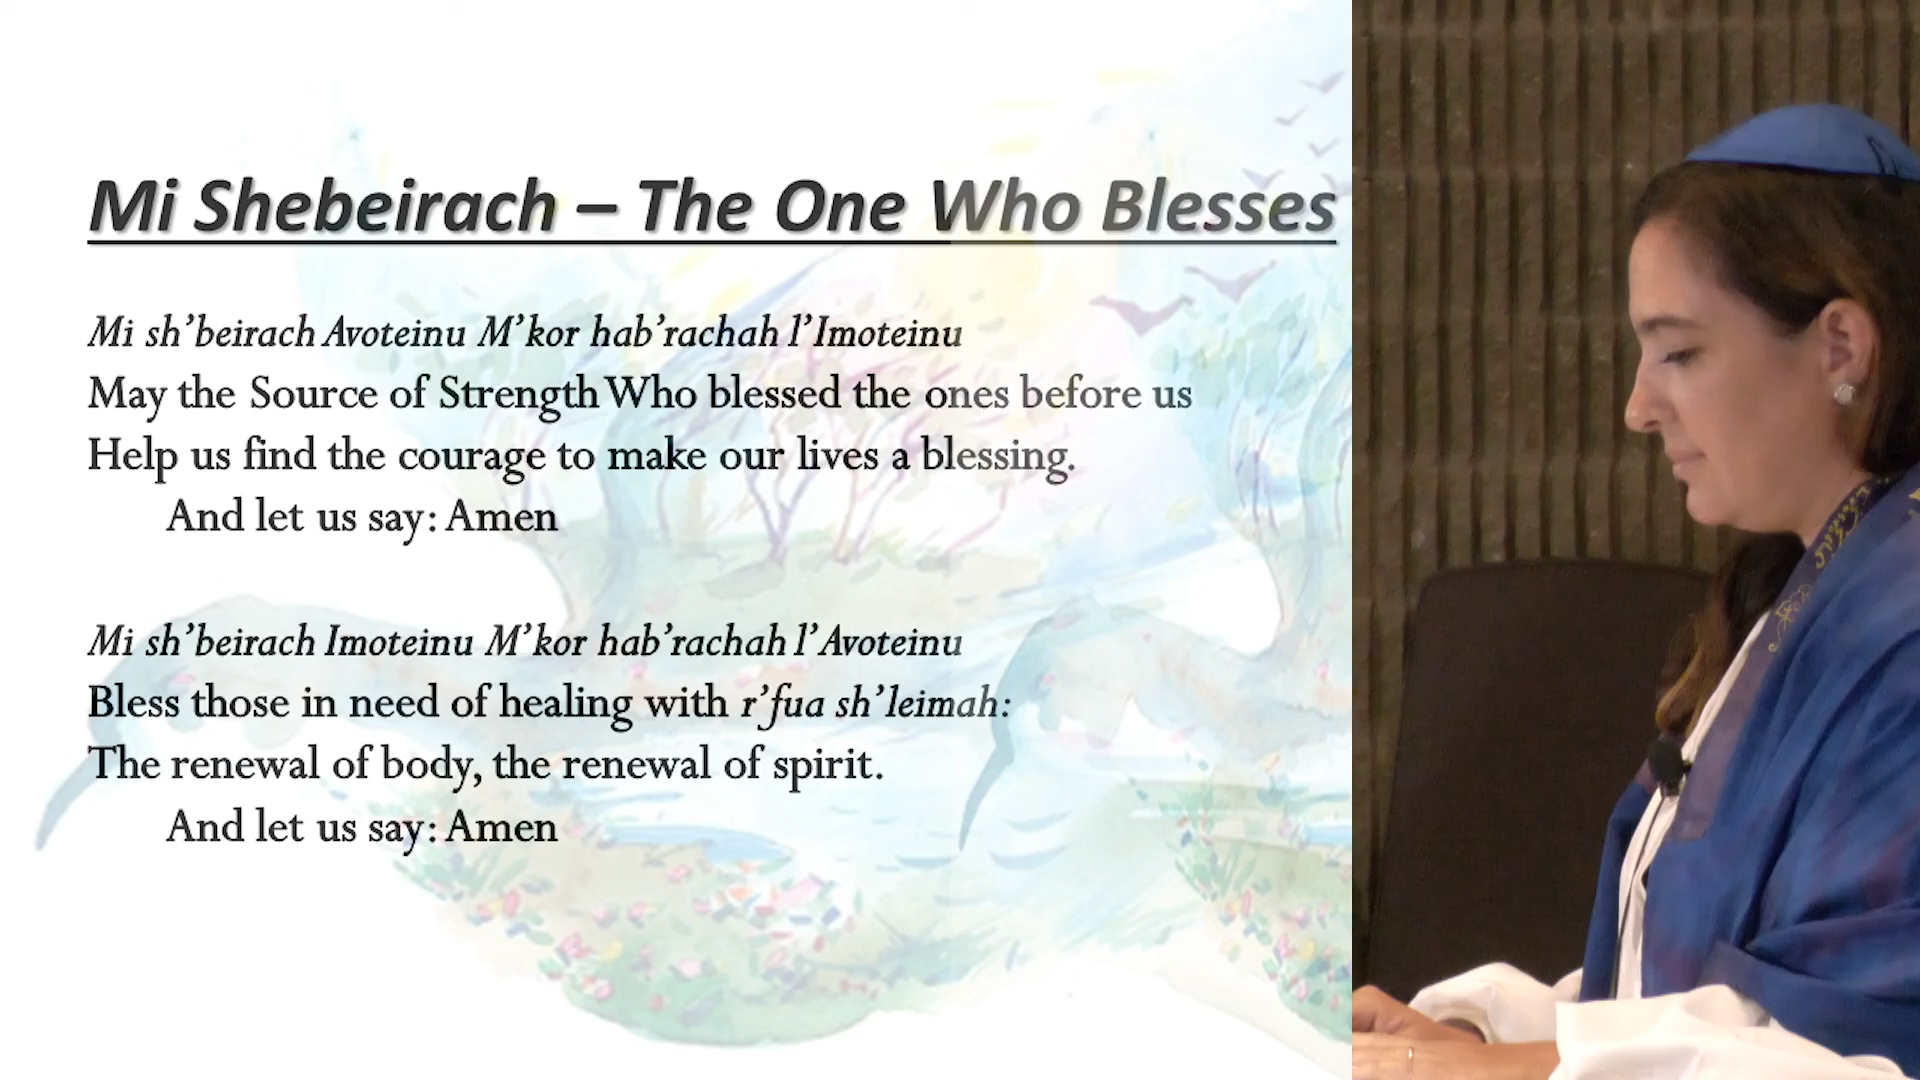 Mi Shebeirach – The One Who Blesses
Mi sh’beirach Avoteinu M’kor hab’rachah l’Imoteinu
May the Source of Strength Who blessed the ones before us
Help us find the courage to make our lives a blessing.
And let us say: Amen
Mi sh’beirach Imoteinu M’kor hab’rachah l’Avoteinu
Bless those in need of healing with r’fua sh’leimah:
The renewal of body, the renewal of spirit.
And let us say: Amen